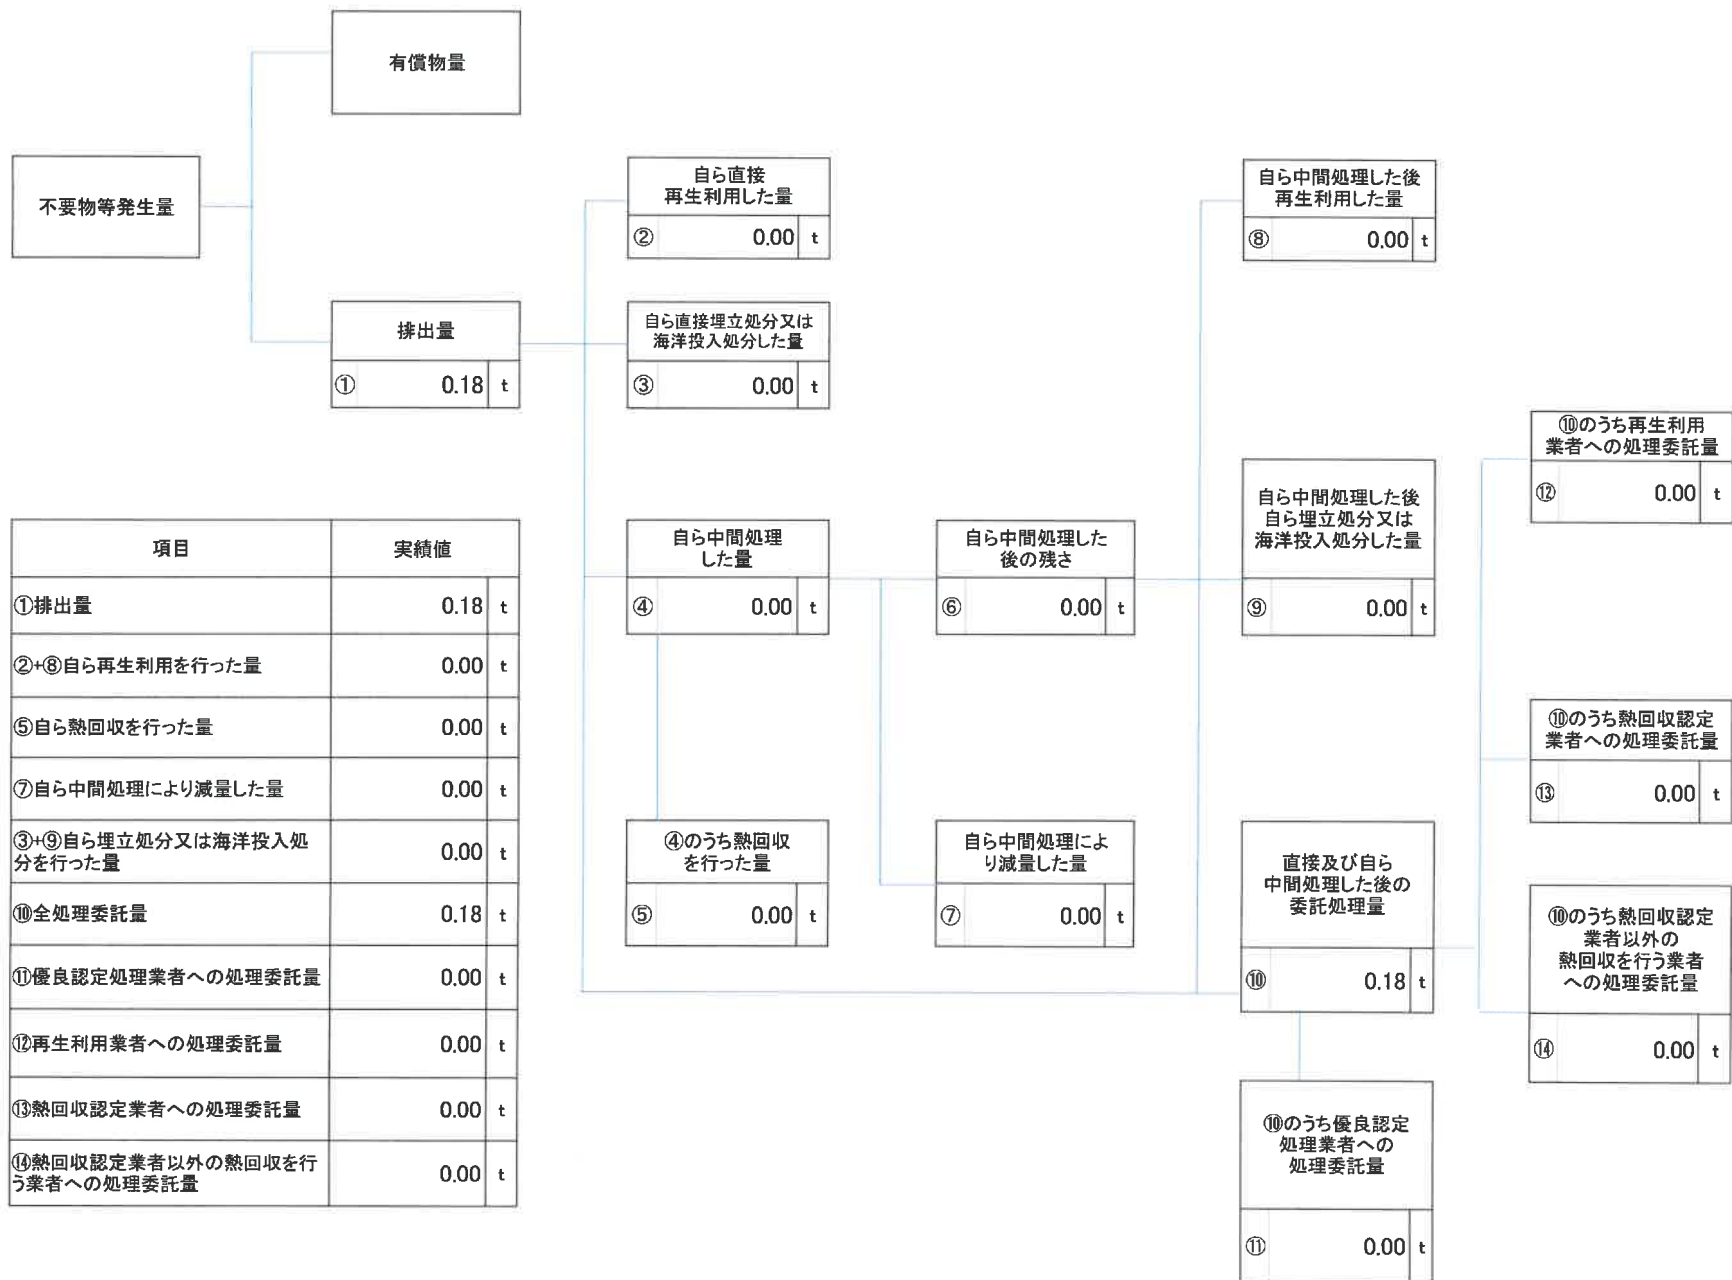 有償物量
不要物等発生量
排出量
① 0.18 t
自ら直接
再生利用した量
② 0.00 t
自ら直接埋立処分又は
海洋投入処分した量
③ 0.00 t
自ら中間処理
した量
④ 0.00 t
④のうち熱回収
を行った量
⑤ 0.00 t
自ら中間処理した
後の残さ
⑥ 0.00 t
自ら中間処理によ
り減量した量
⑦ 0.00 t
自ら中間処理した後
再生利用した量
⑧ 0.00 t
自ら中間処理した後
自ら埋立処分又は
海洋投入処分した量
⑨ 0.00 t
直接及び自ら
中間処理した後の
委託処理量
⑩ 0.18 t
⑩のうち優良認定
処理業者への
処理委託量
⑪ 0.00 t
⑩のうち再生利用
業者への処理委託量
⑫ 0.00 t
⑩のうち熱回収認定
業者への処理委託量
⑬ 0.00 t
⑩のうち熱回収認定
業者以外の
熱回収を行う業者
への処理委託量
⑭ 0.00 t
項目 実績値
①排出量 0.18 t
②+⑧自ら再生利用を行った量 0.00 t
⑤自ら熱回収を行った量 0.00 t
⑦自ら中間処理により減量した量 0.00 t
③+⑨自ら埋立処分又は海洋投入処
分を行った量 0.00 t
⑩全処理委託量 0.18 t
⑪優良認定処理業者への処理委託量 0.00 t
⑫再生利用業者への処理委託量 0.00 t
⑬熱回収認定業者への処理委託量 0.00 t
⑭熱回収認定業者以外の熱回収を行
う業者への処理委託量 0.00 t